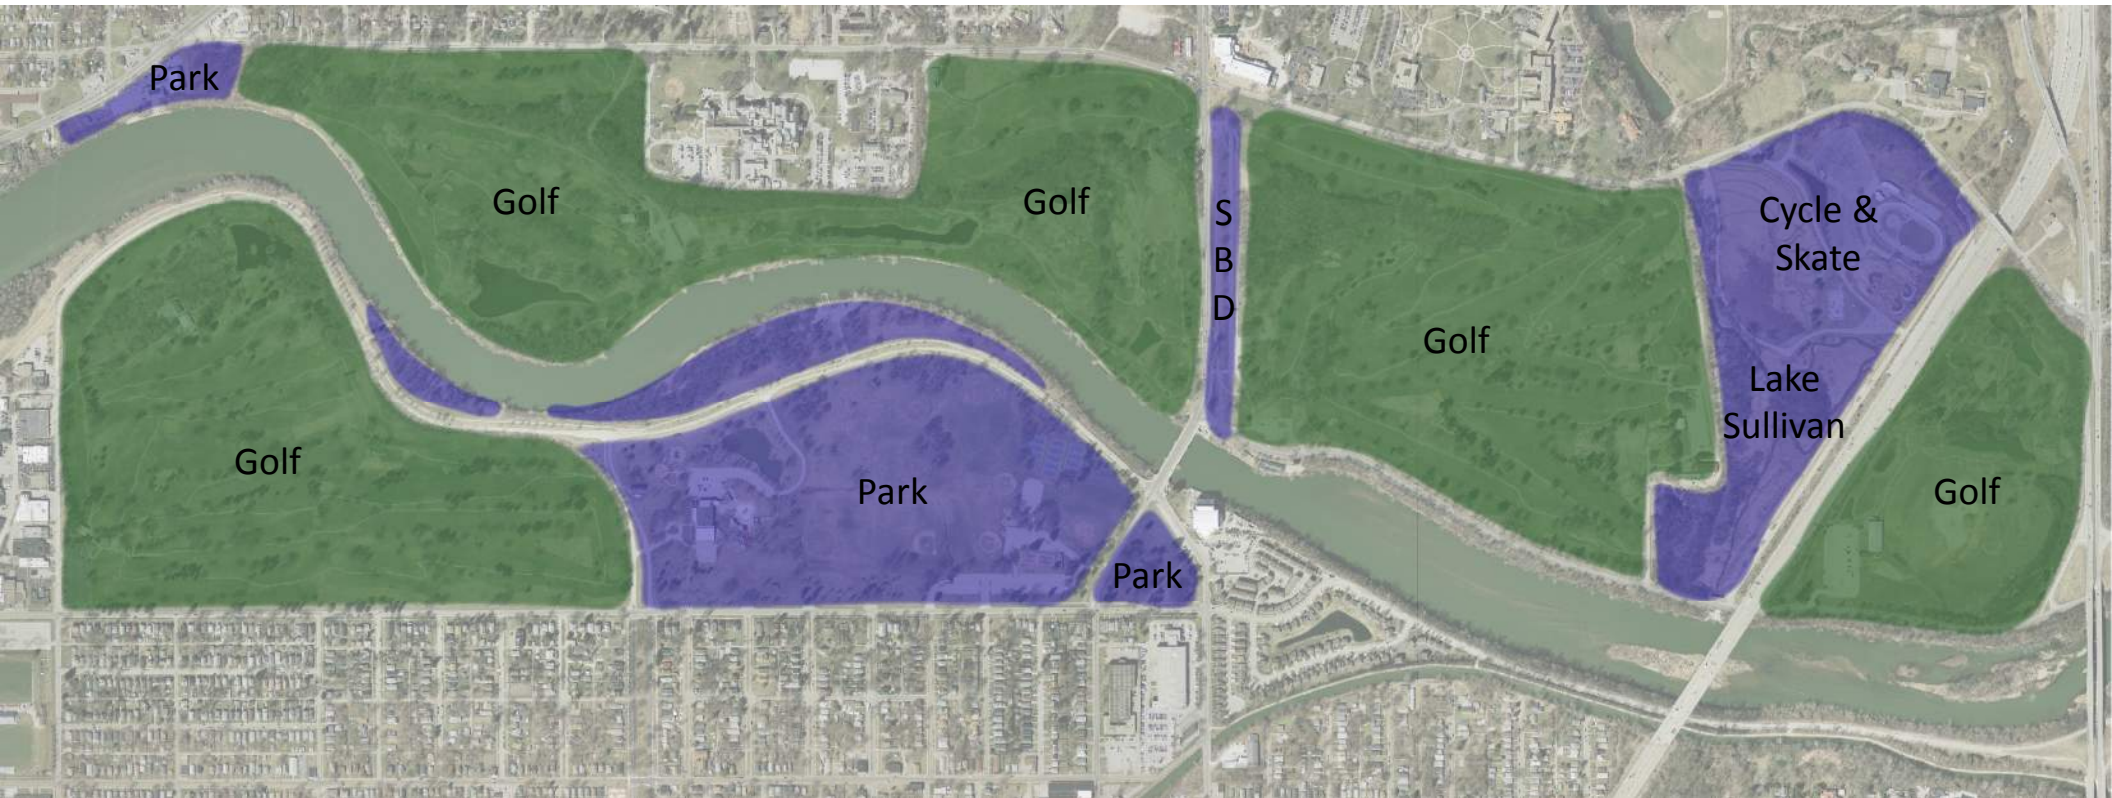 Park
Golf
Golf
S
B
D
Cycle &
Skate
Golf
Lake
Sullivan
Golf
Park
Golf
Park